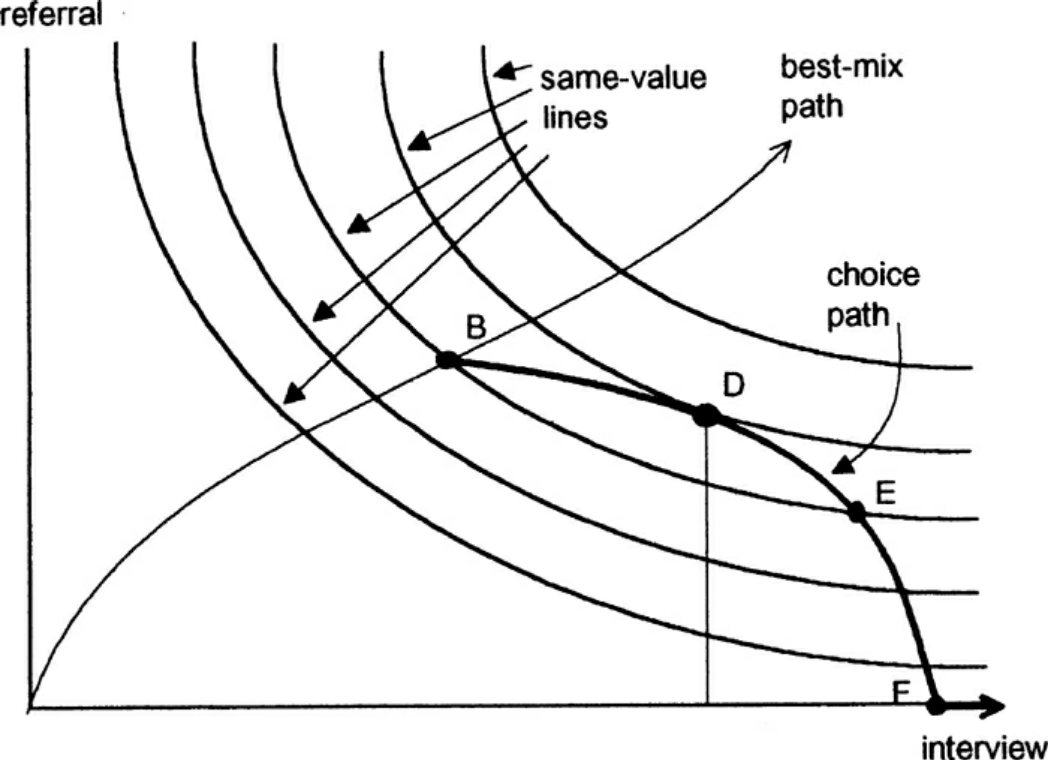 referral
same-value
lines
best-mix
path
choice
path
B
D
E
F
interview